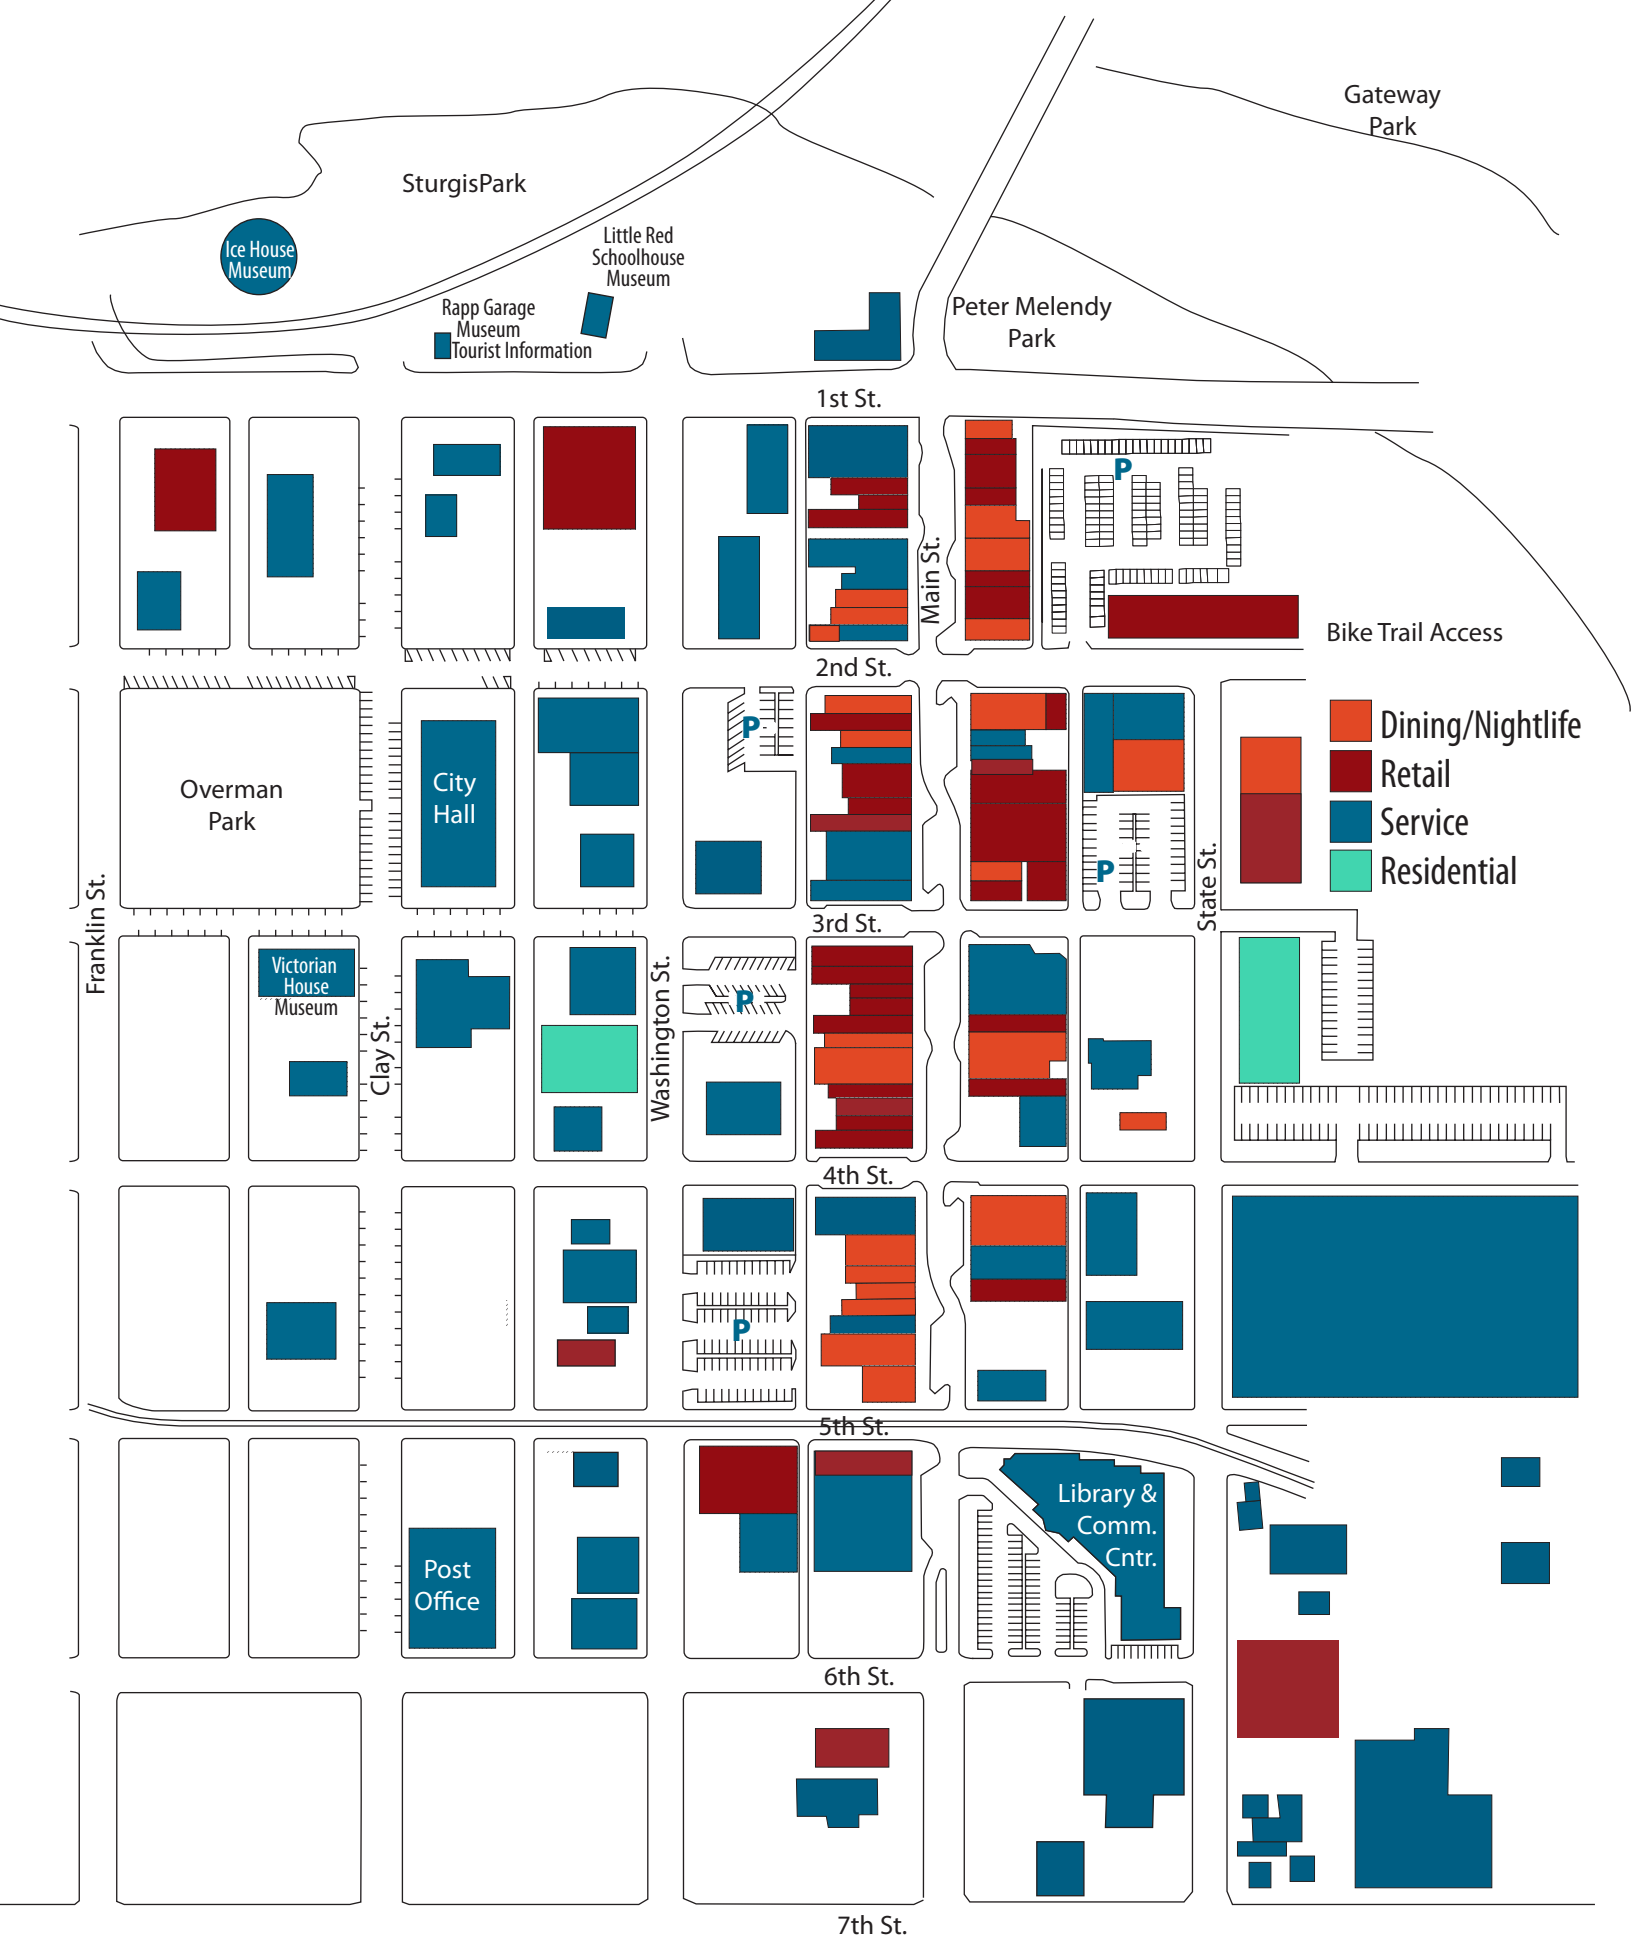 Gateway
Park
SturgisPark
Ice House
Museum
Little Red
Schoolhouse
Museum
Rapp Garage
Museum
Tourist Information
Peter Melendy
Park
1st St.
P
Main St.
Bike Trail Access
2nd St.
Dining/Nightlife
Retail
Service
Residential
P
Overman
Park
City
Hall
P
State St.
Franklin St.
3rd St.
Victorian
House
Museum
Clay St.
Washington St.
P
4th St.
P
5th St.
Library &
Comm.
Cntr.
Post
Office
6th St.
7th St.